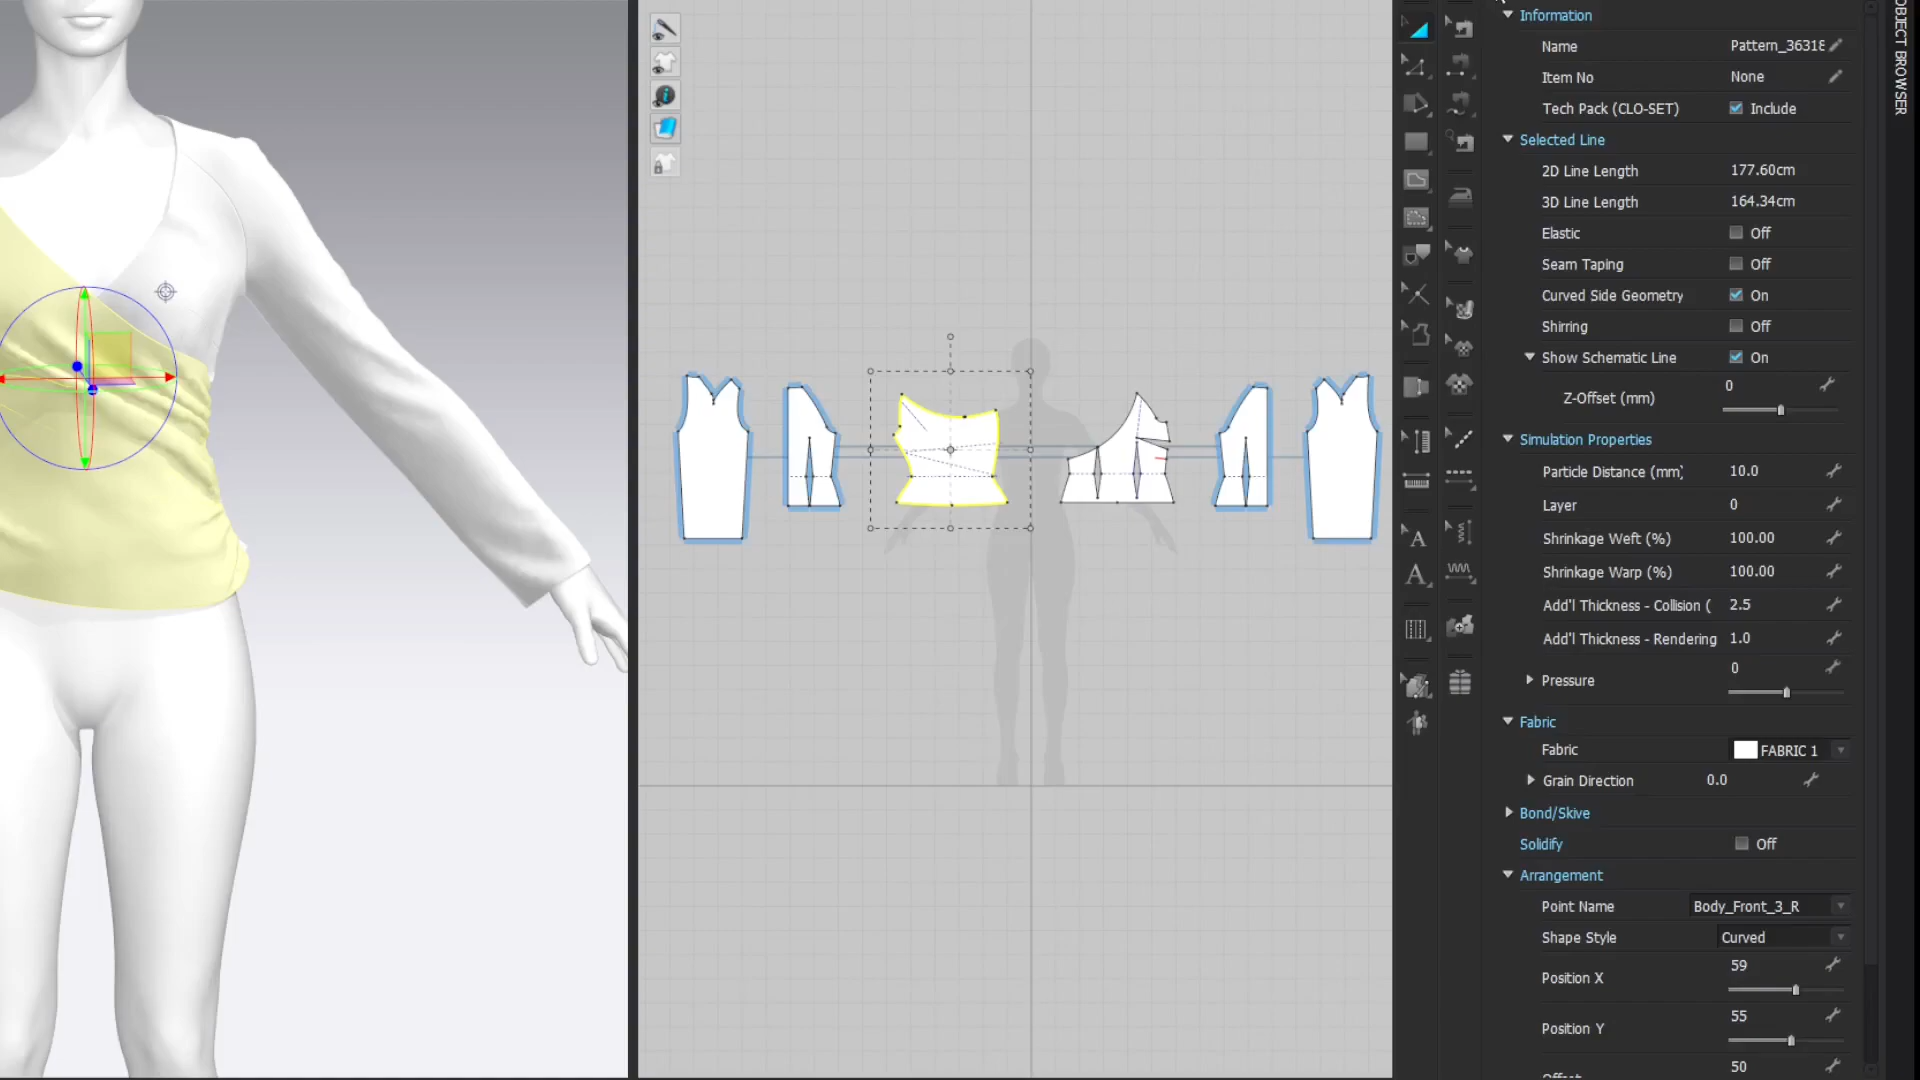 Information
Name Pattern_36318
Item No None
Tech Pack (CLO-SET) Include
Selected Line
2D Line Length 177.60cm
3D Line Length 164.34cm
Elastic Off
Seam Taping Off
Curved Side Geometry On
Shirring Off
Show Schematic Line On
Z-Offset (mm) 0
Simulation Properties
Particle Distance (mm) 10.0
Layer 0
Shrinkage Weft (%) 100.00
Shrinkage Warp (%) 100.00
Add'l Thickness - Collision ( 2.5
Add'l Thickness - Rendering 1.0
Pressure 0
Fabric
Fabric FABRIC 1
Grain Direction 0.0
Bond/Skive
Solidify Off
Arrangement
Point Name Body_Front_3_R
Shape Style Curved
Position X 59
Position Y 55
Offset 50
OBJECT BROWSER
A
A